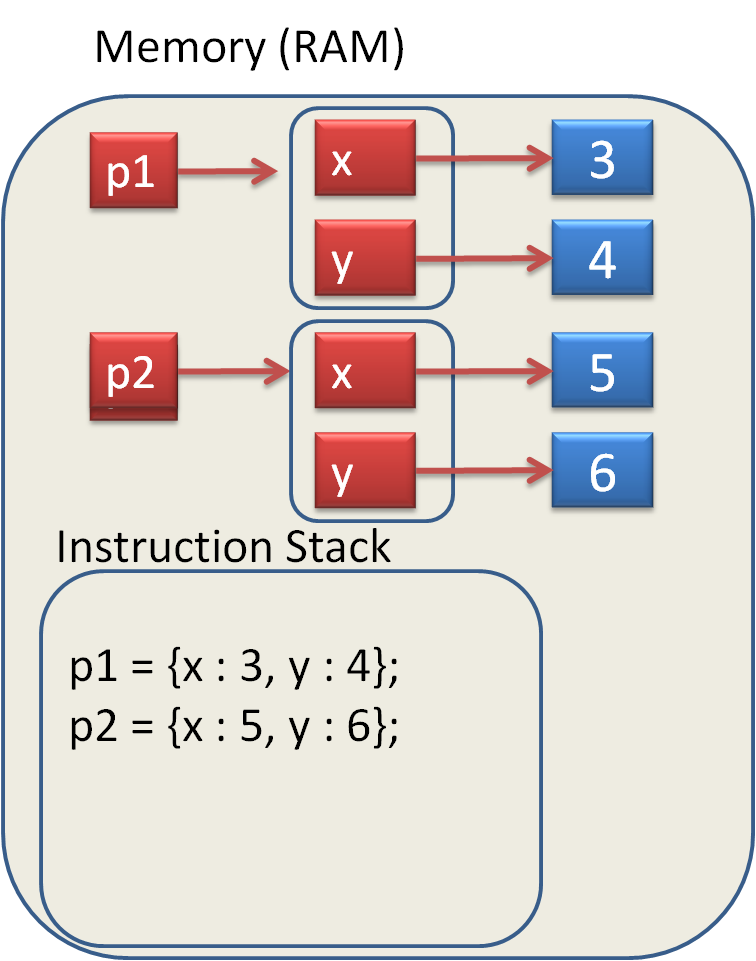 Memory (RAM)
p1 x 3
y 4
p2 x 5
y 6
Instruction Stack
p1 = {x : 3, y : 4};
p2 = {x : 5, y : 6};